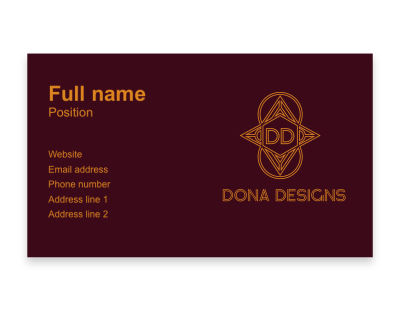 Full name
Position
Website
Email address
Phone number
Address line 1
Address line 2
DD
DONA DESIGNS